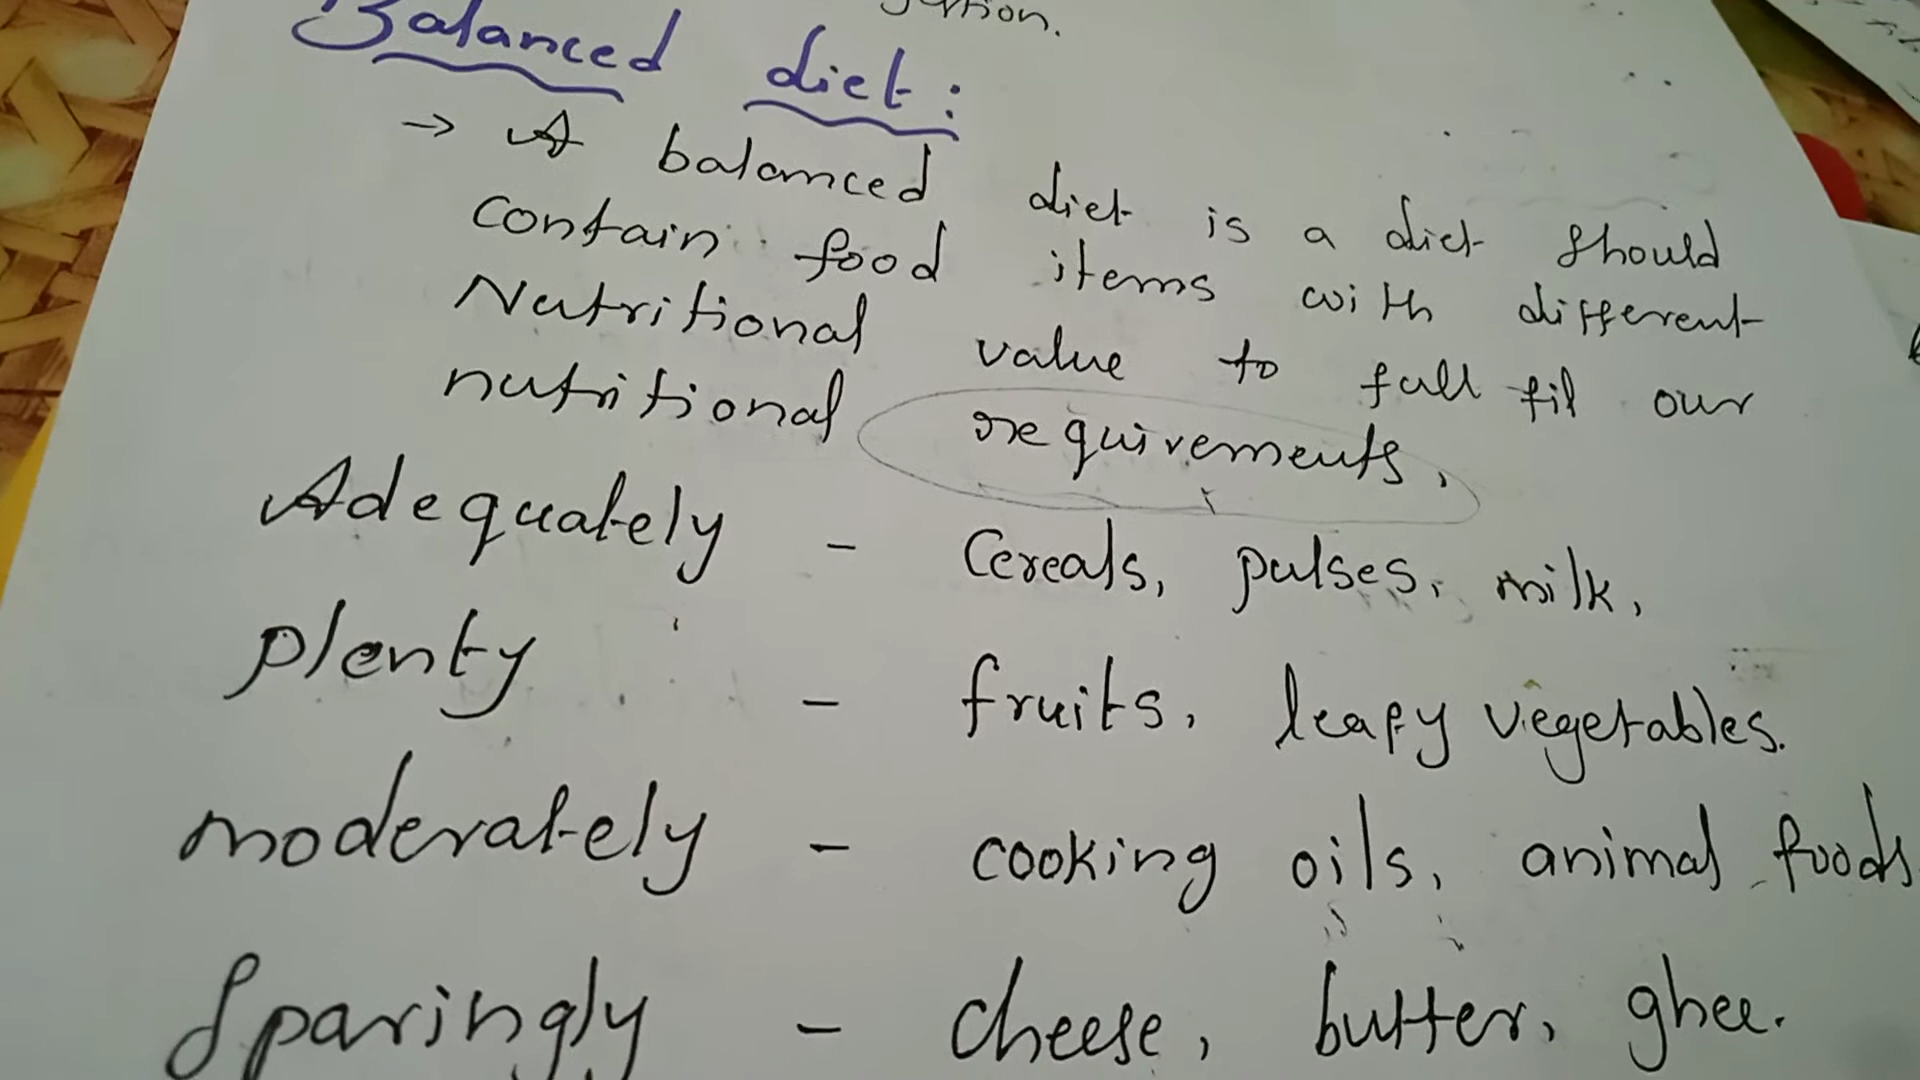 Balanced diet:
→ A balanced diet is a diet should
contain food items with different
Nutritional value to full fil our
nutritional requirements,
Adequately - Cereals, pulses, milk,
plenty - fruits, leafy vegetables.
moderately - cooking oils, animal foods
Sparingly - cheese, butter, ghee.